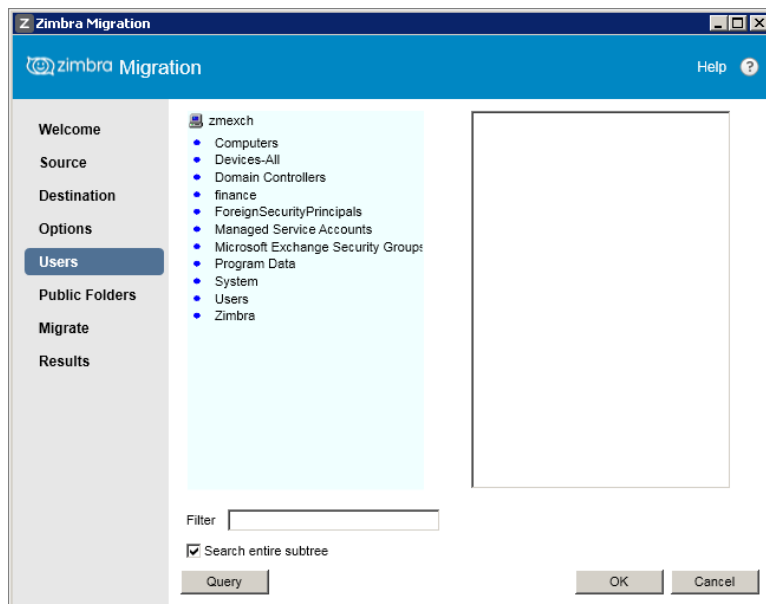 Z Zimbra Migration
zimbra Migration
Help ?
Welcome
Source
Destination
Options
Users
Public Folders
Migrate
Results
zmexch
Computers
Devices-All
Domain Controllers
finance
ForeignSecurityPrincipals
Managed Service Accounts
Microsoft Exchange Security Groups
Program Data
System
Users
Zimbra
Filter
Search entire subtree
Query
OK
Cancel